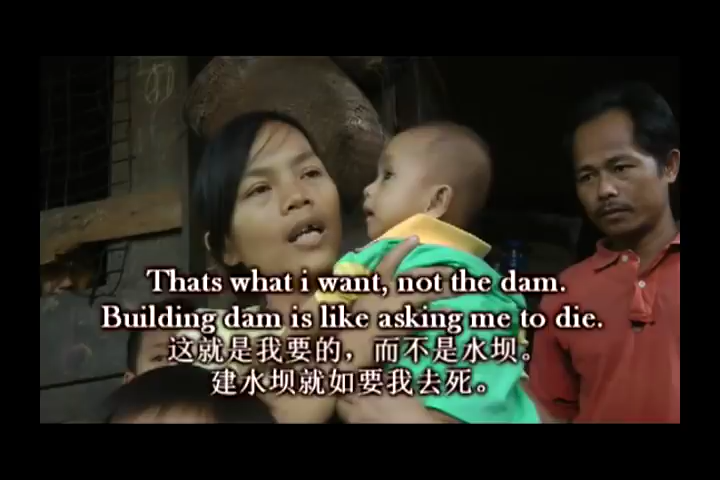 Thats what i want, not the dam.
Building dam is like asking me to die.
这就是我要的，而不是水坝。
建水坝就如要我去死。